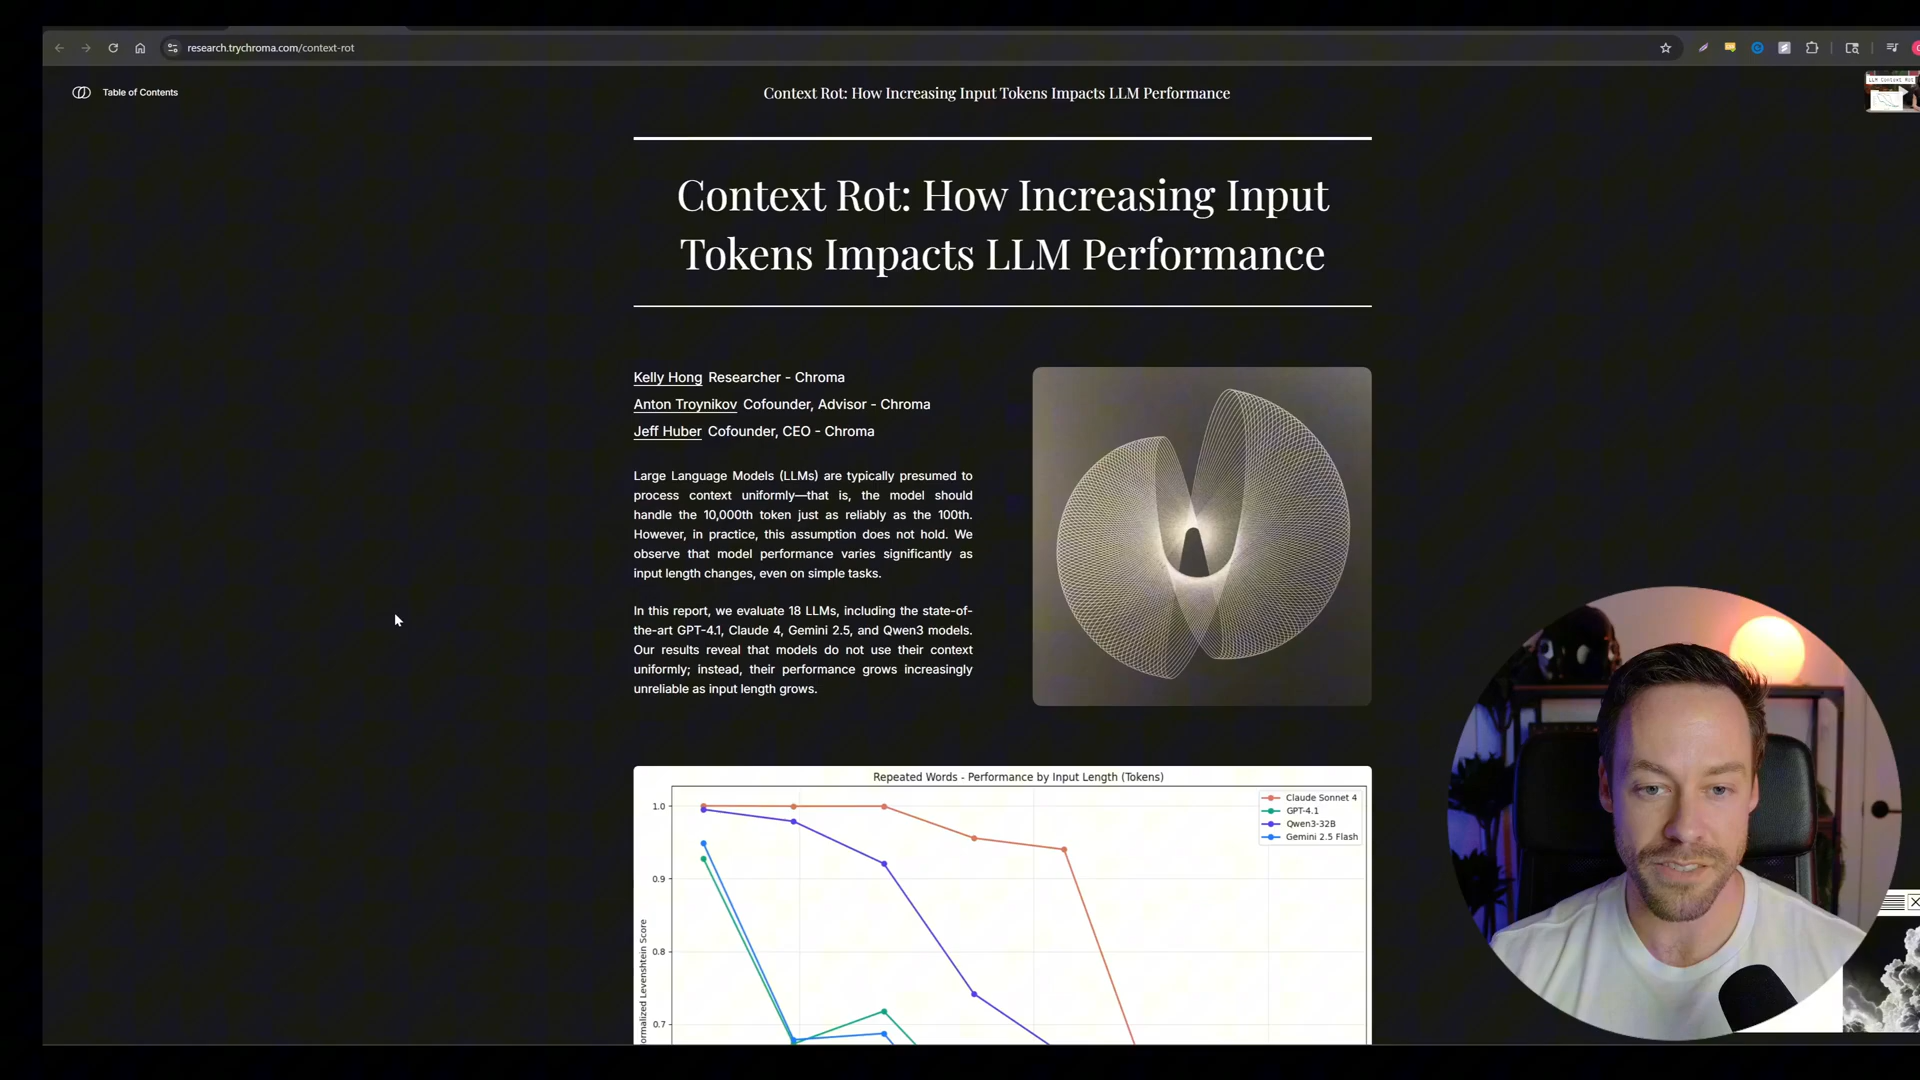 research.trychroma.com/context-rot
Table of Contents
Context Rot: How Increasing Input Tokens Impacts LLM Performance
LLM Context Rot
Context Rot: How Increasing Input
Tokens Impacts LLM Performance
Kelly Hong Researcher - Chroma
Anton Troynikov Cofounder, Advisor - Chroma
Jeff Huber Cofounder, CEO - Chroma
Large Language Models (LLMs) are typically presumed to
process context uniformly—that is, the model should
handle the 10,000th token just as reliably as the 100th.
However, in practice, this assumption does not hold. We
observe that model performance varies significantly as
input length changes, even on simple tasks.
In this report, we evaluate 18 LLMs, including the state-of-
the-art GPT-4.1, Claude 4, Gemini 2.5, and Qwen3 models.
Our results reveal that models do not use their context
uniformly; instead, their performance grows increasingly
unreliable as input length grows.
Repeated Words - Performance by Input Length (Tokens)
Claude Sonnet 4
GPT-4.1
Qwen3-32B
Gemini 2.5 Flash
1.0
0.9
0.8
0.7
ormalized Levenshtein Score